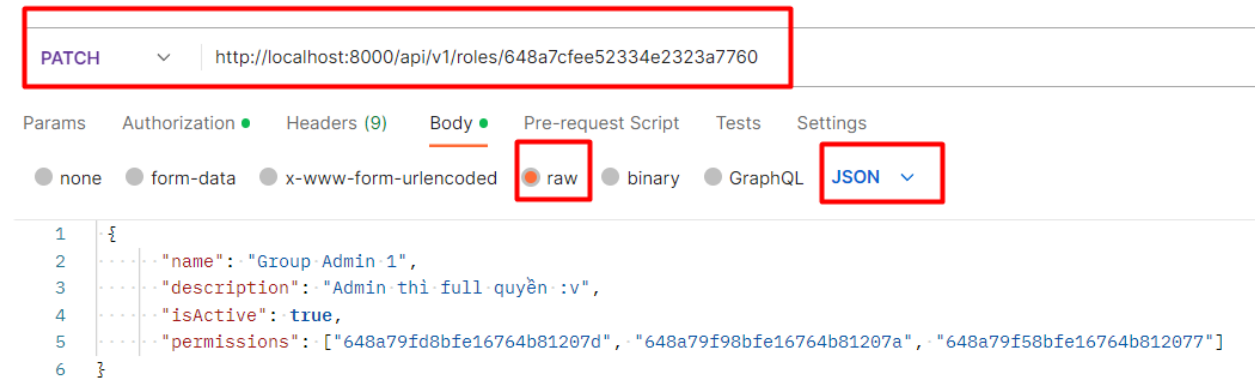 PATCH http://localhost:8000/api/v1/roles/648a7cfee52334e2323a7760
Params Authorization Headers (9) Body Pre-request Script Tests Settings
none form-data x-www-form-urlencoded raw binary GraphQL JSON
1 {
2 "name": "Group Admin 1",
3 "description": "Admin thì full quyền :v",
4 "isActive": true,
5 "permissions": ["648a79fd8bfe16764b81207d", "648a79f98bfe16764b81207a", "648a79f58bfe16764b812077"]
6 }